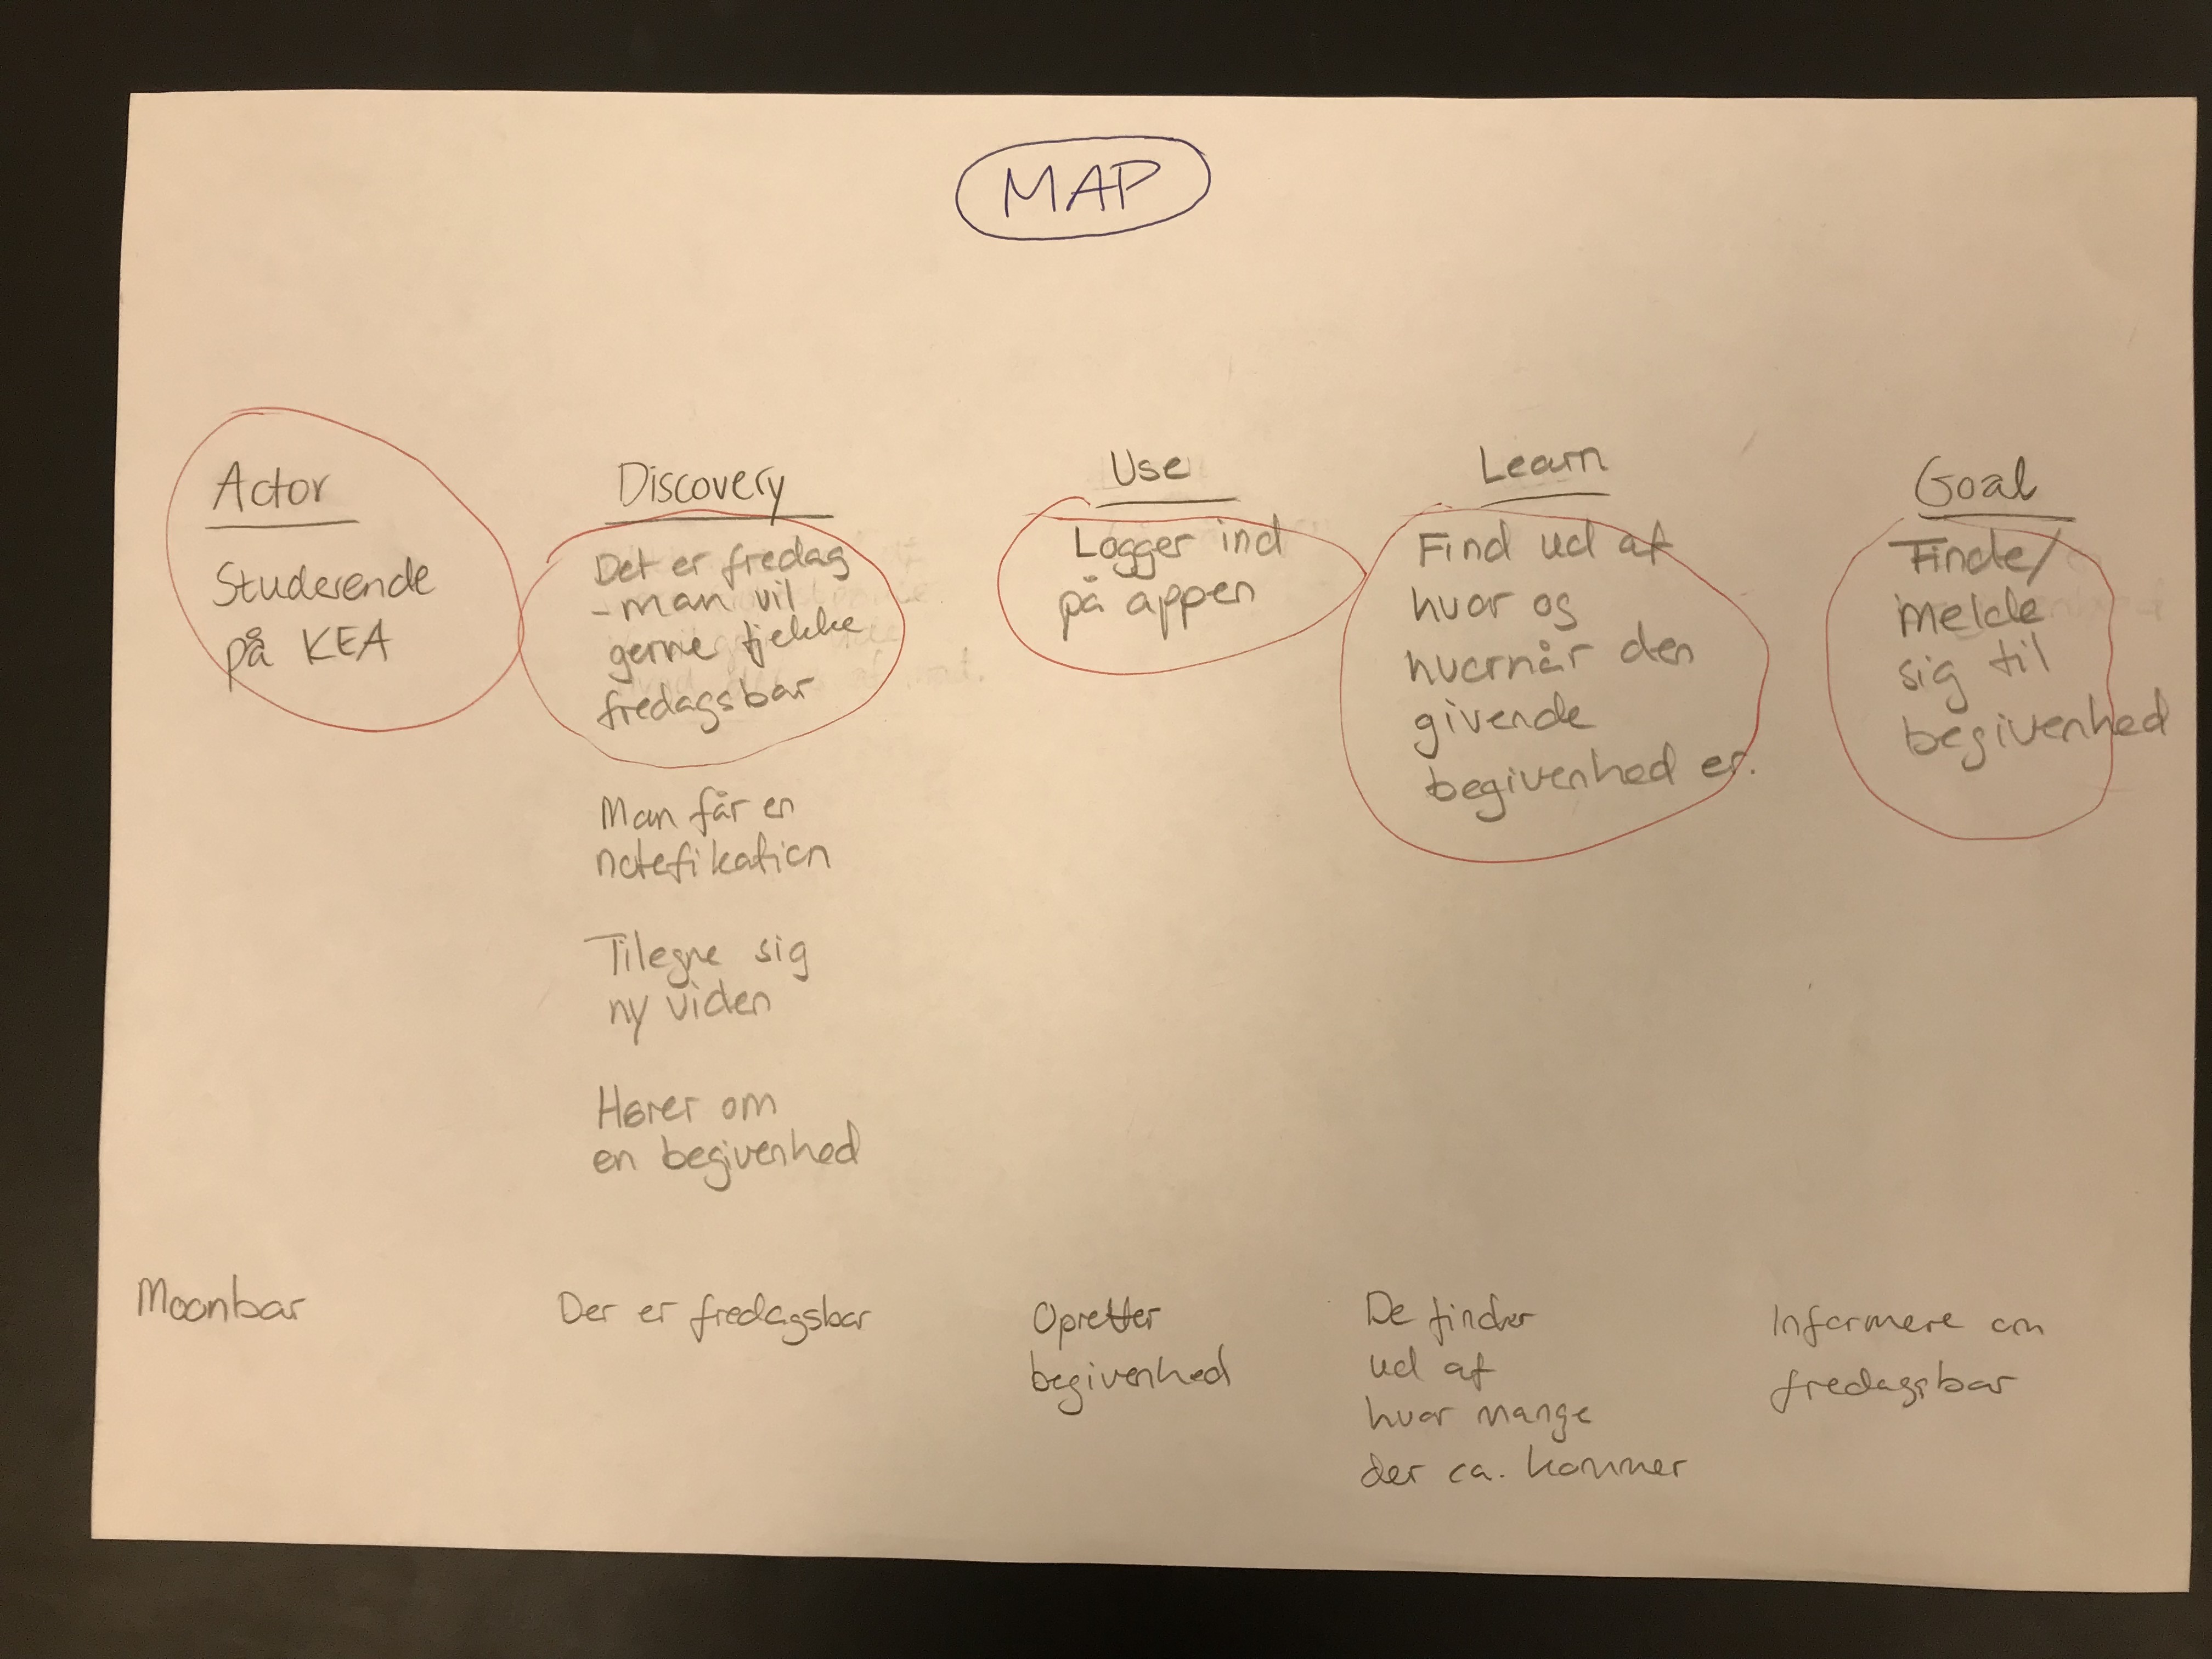 MAP
Actor
Studerende
på KEA
Discovery
Det er fredag
- man vil
gerne tjekke
fredagsbar
Man får en
notefikation
Tilegne sig
ny viden
Hører om
en begivenhed
Use
Logger ind
på appen
Learn
Find ud af
hvor og
hvornår den
givende
begivenhed er.
Goal
Finde/
melde
sig til
begivenhed
Moonbar
Der er fredagsbar
Opretter
begivenhed
De finder
ud af
hvor mange
der ca. kommer
Informere om
fredagsbar